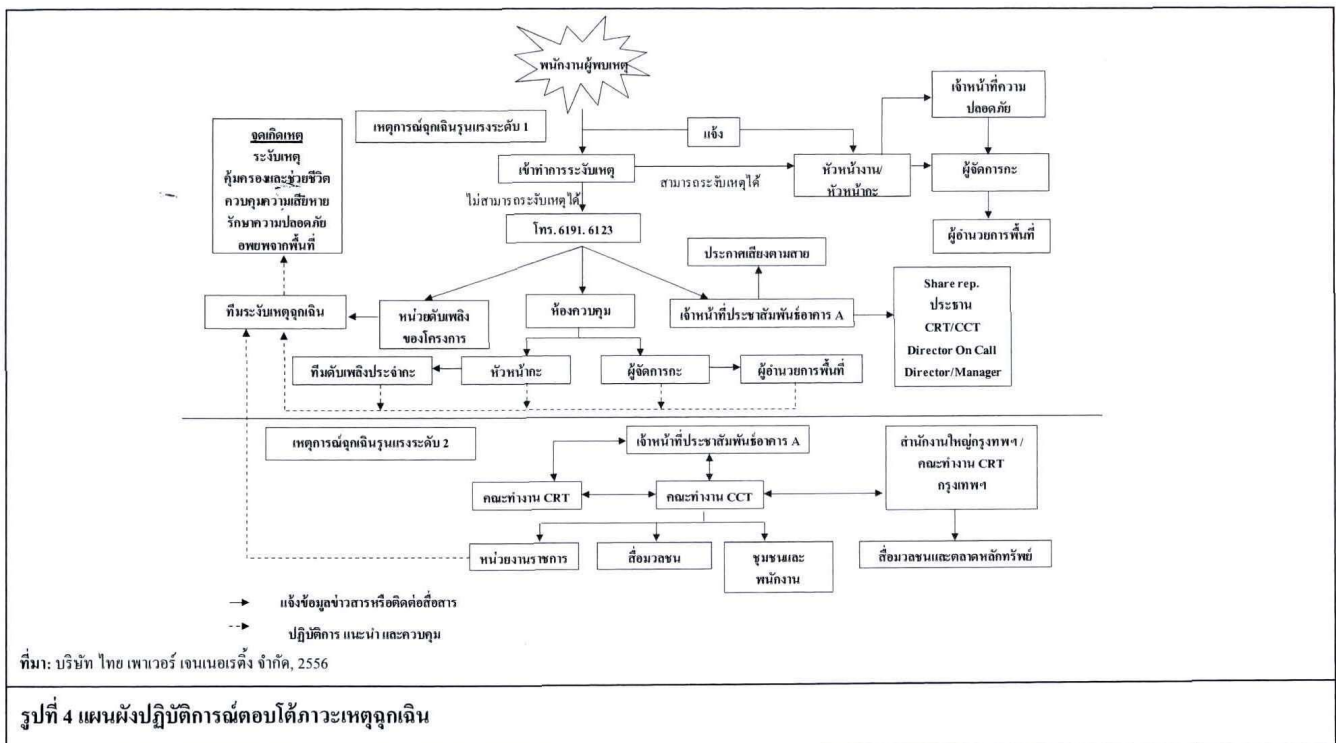 พนักงานผู้พบเหตุ
เจ้าหน้าที่ความ
ปลอดภัย
เหตุการณ์ฉุกเฉินรุนแรงระดับ 1
แจ้ง
จุดเกิดเหตุ
ระงับเหตุ
คุ้มครองและช่วยชีวิต
ควบคุมความเสียหาย
รักษาความปลอดภัย
อพยพจากพื้นที่
เข้าทำการระงับเหตุ
สามารถระงับเหตุได้
หัวหน้างาน/
หัวหน้ากะ
ผู้จัดการกะ
ไม่สามารถระงับเหตุได้
โทร. 6191. 6123
ผู้อำนวยการพื้นที่
ประกาศเสียงตามสาย
ทีมระงับเหตุฉุกเฉิน
หน่วยดับเพลิง
ของโครงการ
ห้องควบคุม
เจ้าหน้าที่ประชาสัมพันธ์อาคาร A
Share rep.
ประธาน
CRT/CCT
Director On Call
Director/Manager
ทีมดับเพลิงประจำกะ
หัวหน้ากะ
ผู้จัดการกะ
ผู้อำนวยการพื้นที่
เหตุการณ์ฉุกเฉินรุนแรงระดับ 2
เจ้าหน้าที่ประชาสัมพันธ์อาคาร A
สำนักงานใหญ่กรุงเทพฯ /
คณะทำงาน CRT
กรุงเทพฯ
คณะทำงาน CRT
คณะทำงาน CCT
หน่วยงานราชการ
สื่อมวลชน
ชุมชนและ
พนักงาน
สื่อมวลชนและตลาดหลักทรัพย์
แจ้งข้อมูลข่าวสารหรือติดต่อสื่อสาร
ปฏิบัติการ แนะนำ และควบคุม
ที่มา: บริษัท ไทย เพาเวอร์ เจนเนอเรติ้ง จำกัด, 2556
รูปที่ 4 แผนผังปฏิบัติการณ์ตอบโต้ภาวะเหตุฉุกเฉิน